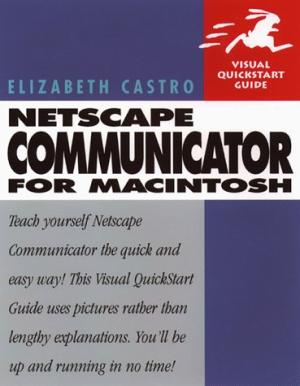 VISUAL
QUICKSTART
GUIDE
ELIZABETH CASTRO
NETSCAPE
COMMUNICATOR
FOR MACINTOSH
Teach yourself Netscape
Communicator the quick and
easy way! This Visual QuickStart
Guide uses pictures rather than
lengthy explanations. You'll be
up and running in no time!